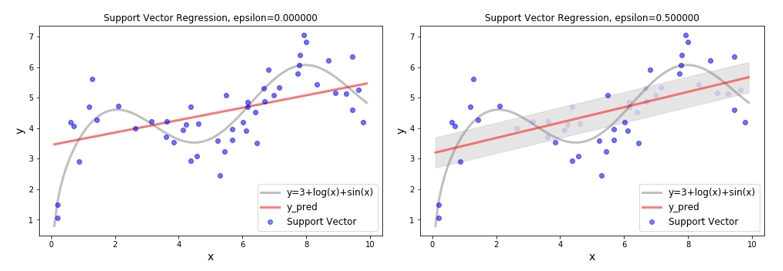 Support Vector Regression, epsilon=0.000000
7
6
5
4
3
2
1
y
0 2 4 6 8 10
x
y=3+log(x)+sin(x)
y_pred
Support Vector
Support Vector Regression, epsilon=0.500000
7
6
5
4
3
2
1
y
0 2 4 6 8 10
x
y=3+log(x)+sin(x)
y_pred
Support Vector